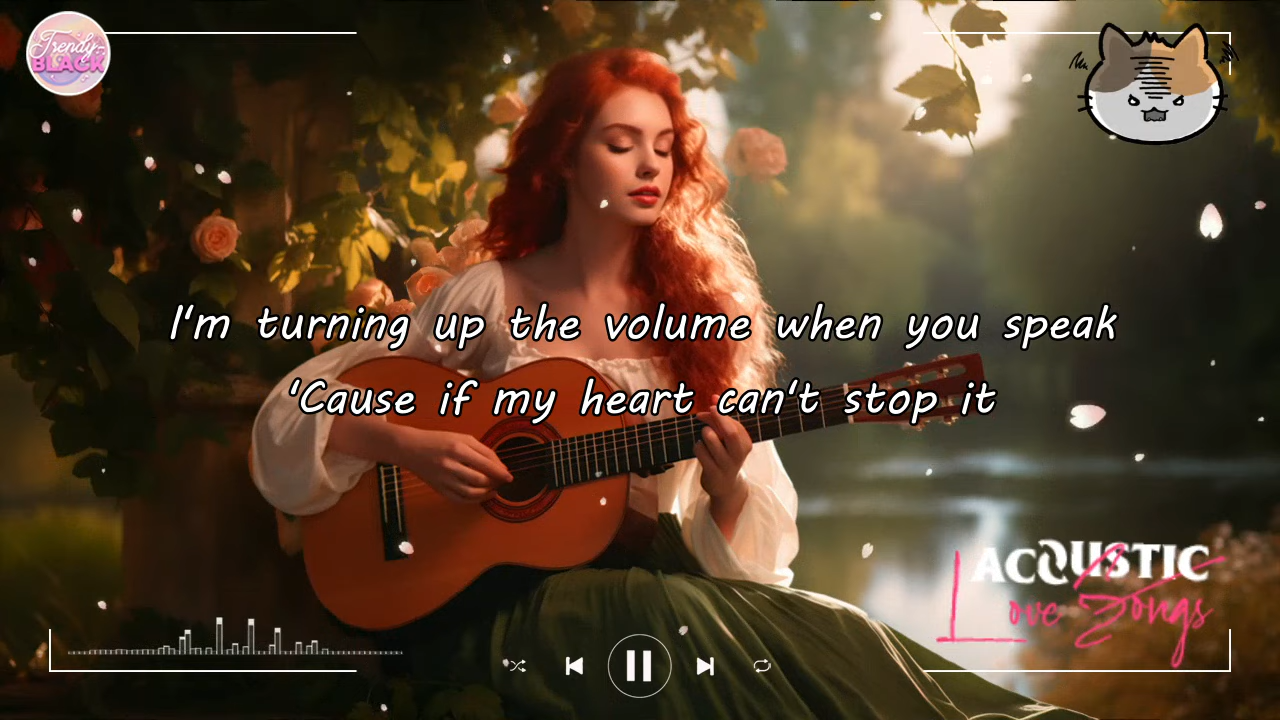 Trendy
BLACK
I'm turning up the volume when you speak
'Cause if my heart can't stop it
ACOUSTIC
Love Songs